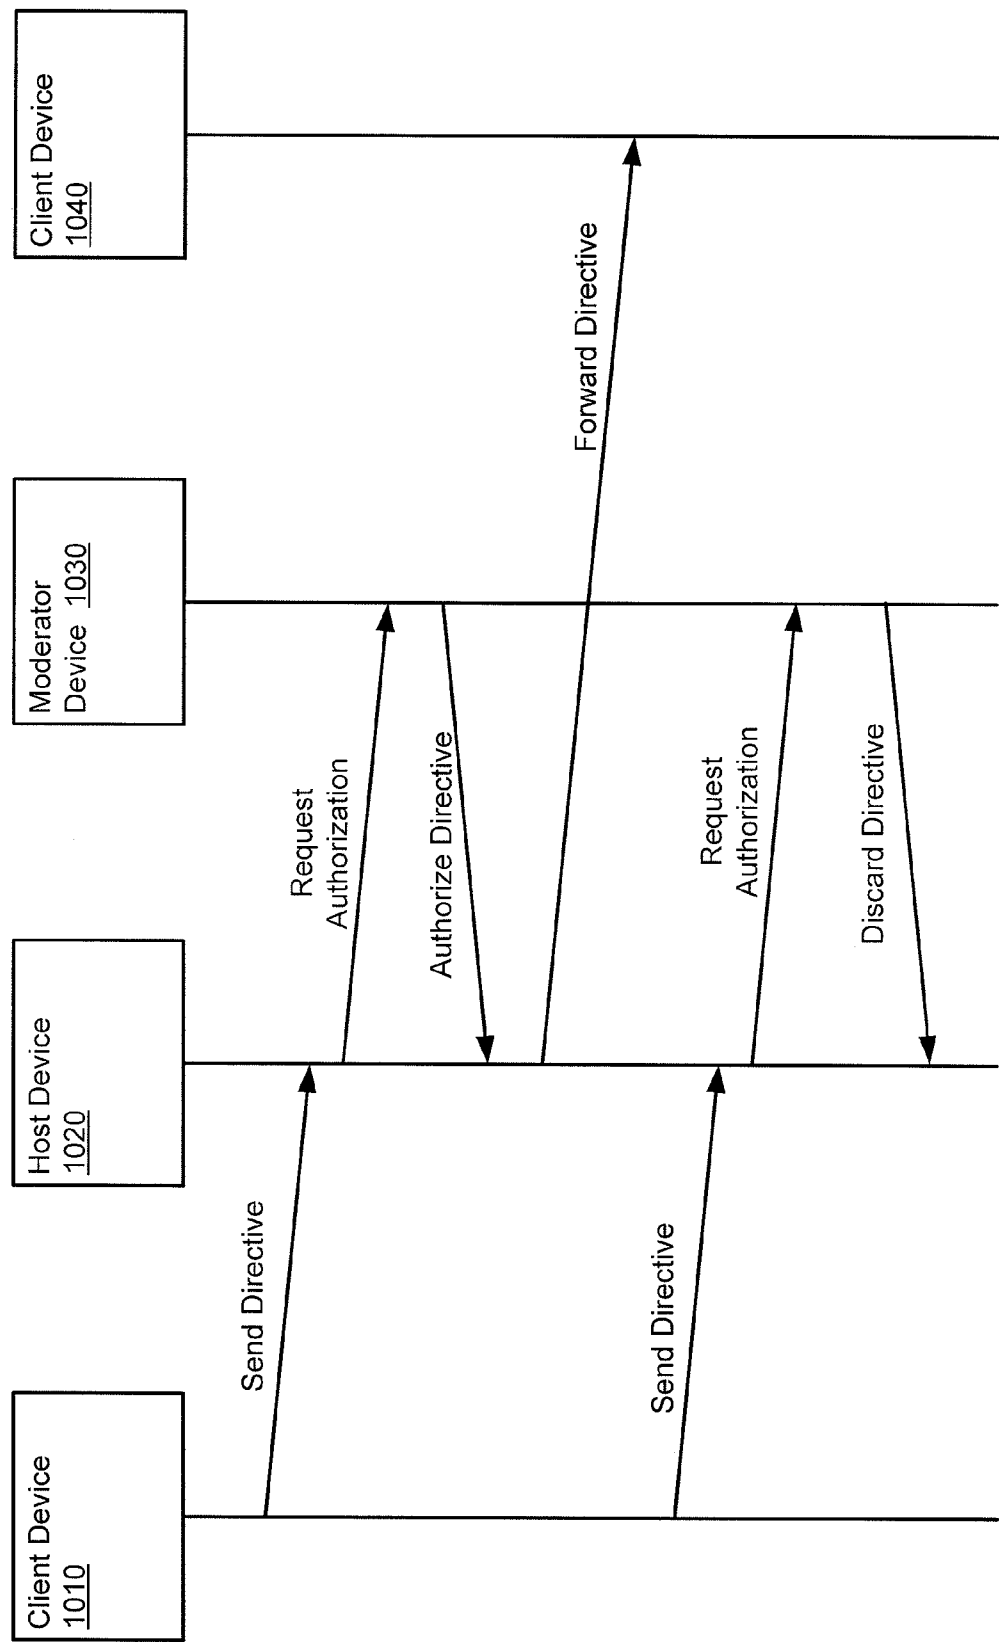 Client Device
1010
Host Device
1020
Moderator
Device 1030
Client Device
1040
Send Directive
Request
Authorization
Authorize Directive
Forward Directive
Send Directive
Request
Authorization
Discard Directive